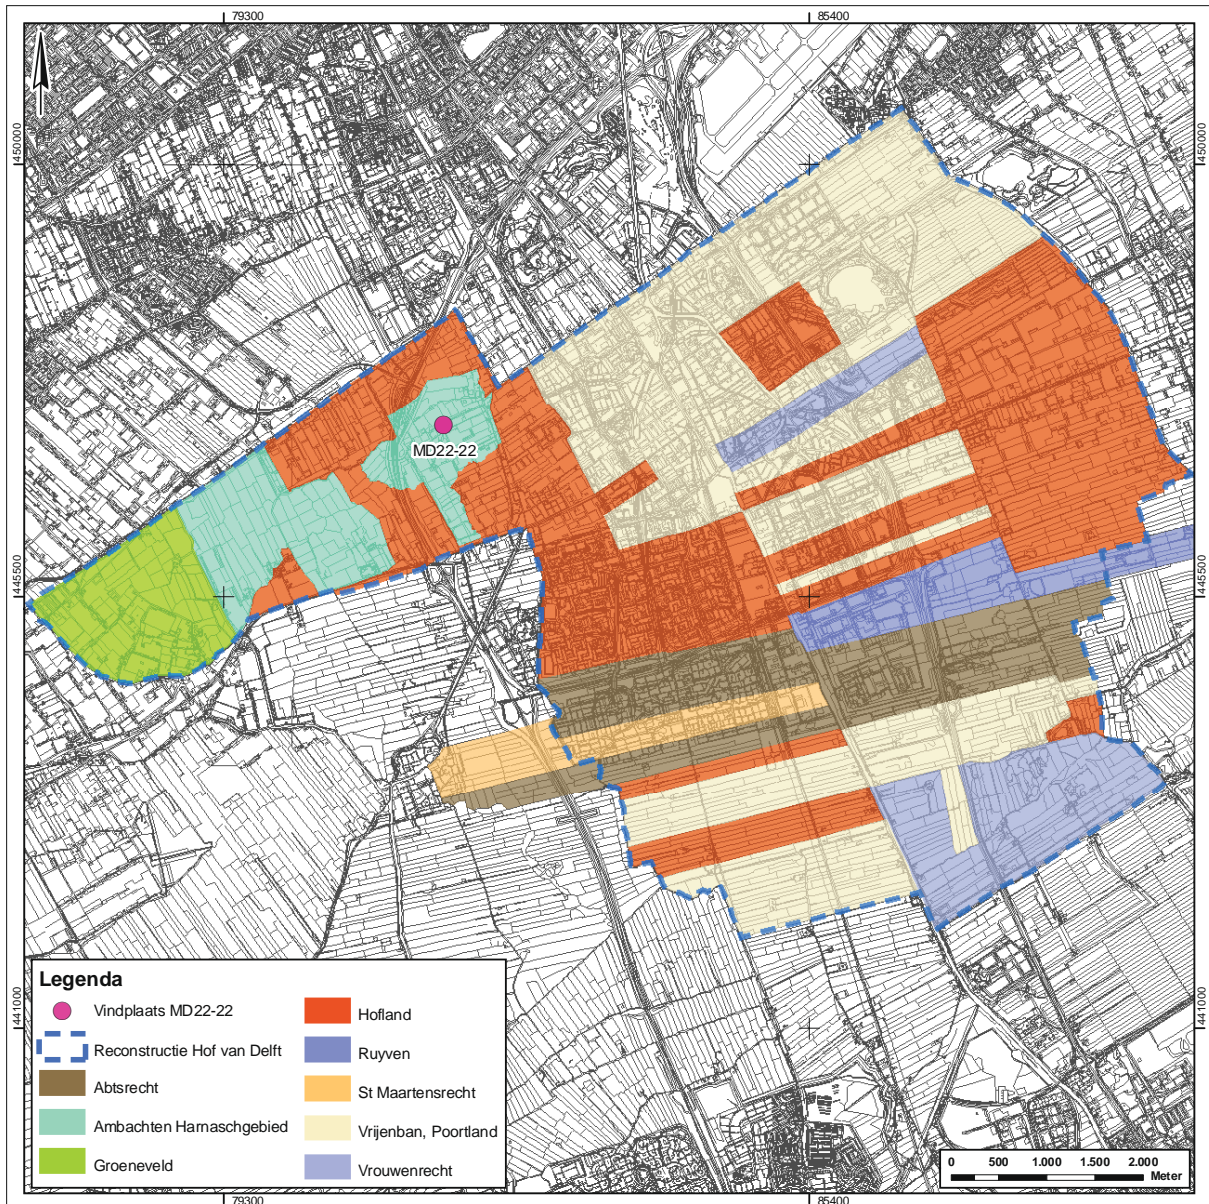 79300 85400
450000 450000
MD22-22
445500 445500
441000 441000
Legenda
Vindplaats MD22-22
Reconstructie Hof van Delft
Abtsrecht
Ambachten Harnaschgebied
Groeneveld
Hofland
Ruyven
St Maartensrecht
Vrijenban, Poortland
Vrouwenrecht
0 500 1.000 1.500 2.000
Meter
79300 85400